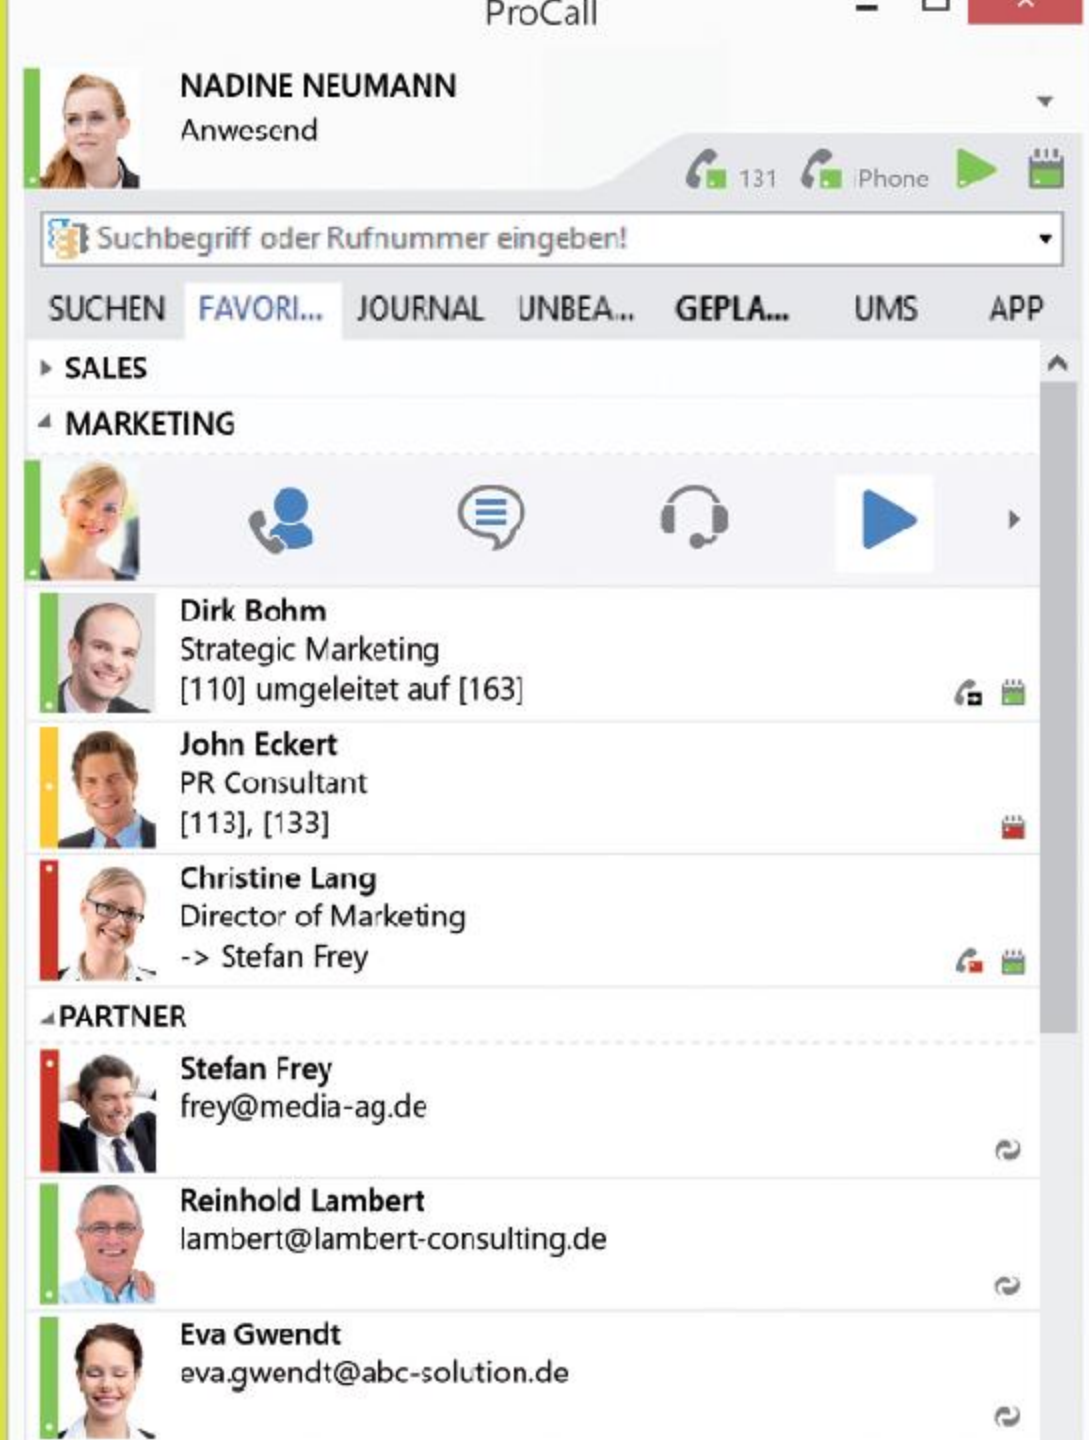 ProCall
NADINE NEUMANN
Anwesend
131 iPhone
Suchbegriff oder Rufnummer eingeben!
SUCHEN FAVORI... JOURNAL UNBEA... GEPLA... UMS APP
SALES
MARKETING
Dirk Bohm
Strategic Marketing
[110] umgeleitet auf [163]
John Eckert
PR Consultant
[113], [133]
Christine Lang
Director of Marketing
-> Stefan Frey
PARTNER
Stefan Frey
frey@media-ag.de
Reinhold Lambert
lambert@lambert-consulting.de
Eva Gwendt
eva.gwendt@abc-solution.de